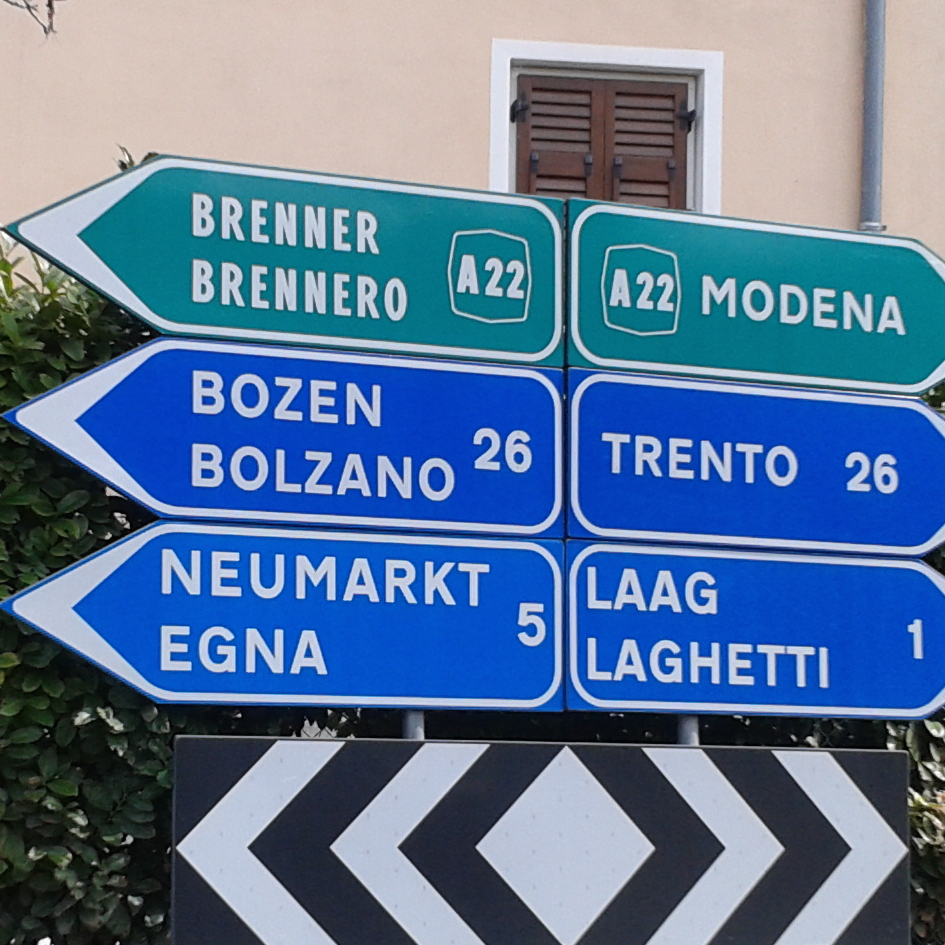 BRENNER
BRENNERO
A22
A22 MODENA
BOZEN
BOLZANO 26
TRENTO 26
NEUMARKT
EGNA 5
LAAG
LAGHETTI 1